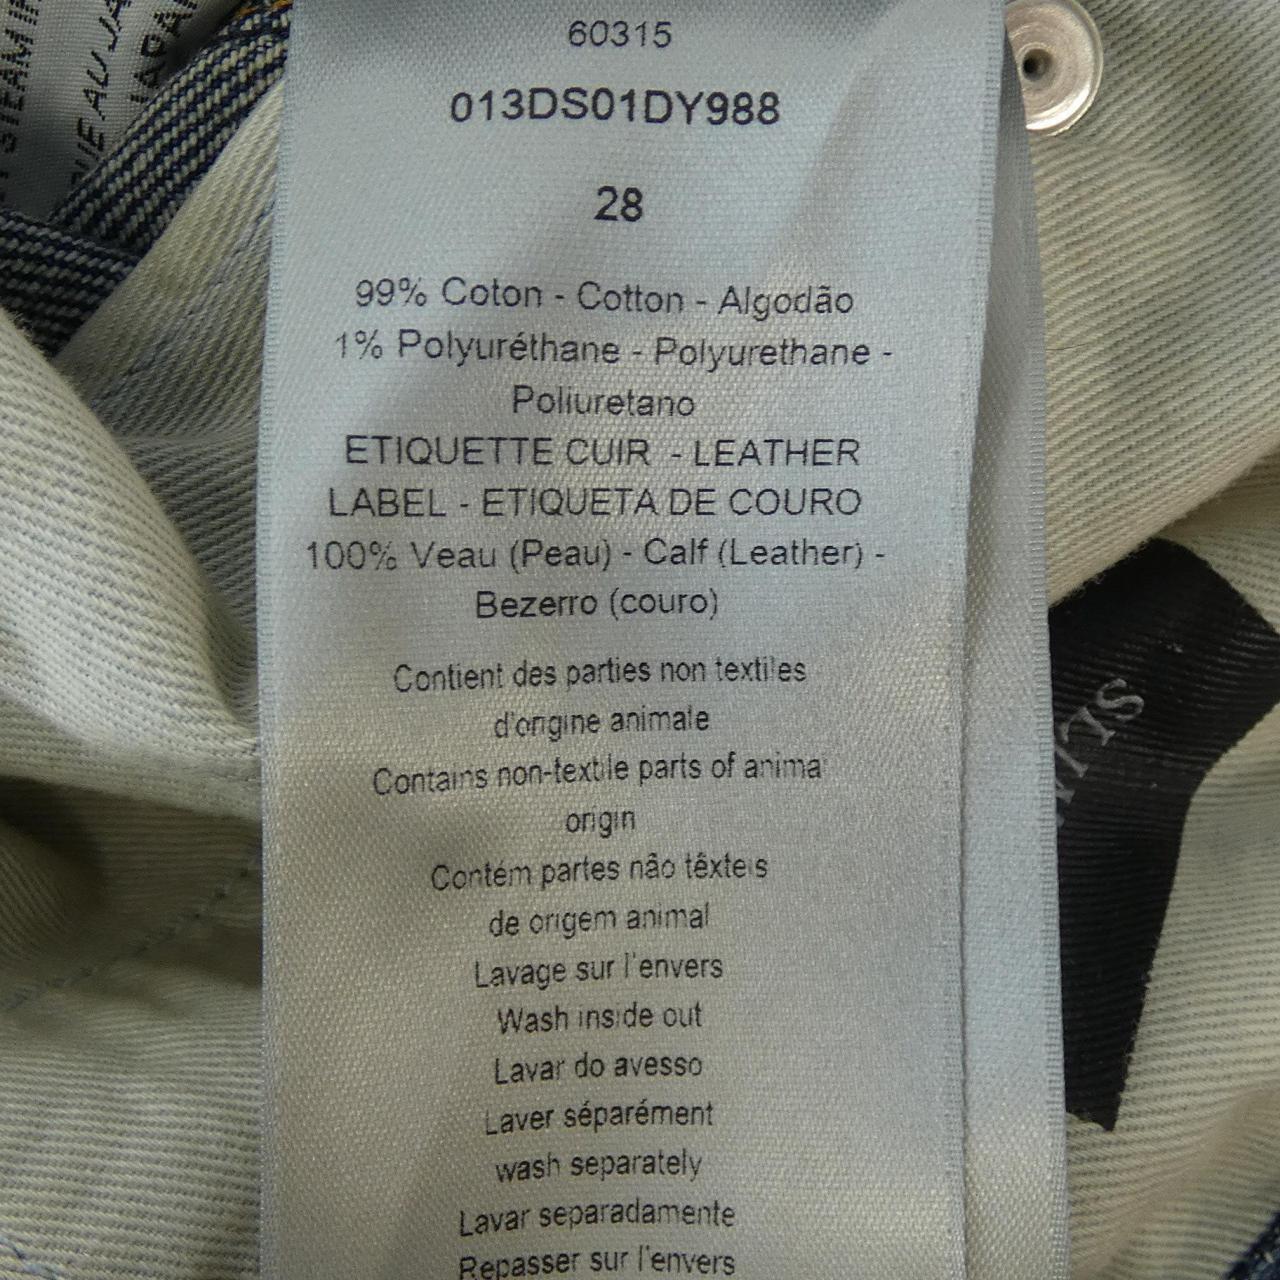 60315
013DS01DY988
28
99% Coton - Cotton - Algodão
1% Polyuréthane - Polyurethane -
Poliuretano
ETIQUETTE CUIR - LEATHER
LABEL - ETIQUETA DE COURO
100% Veau (Peau) - Calf (Leather) -
Bezerro (couro)
Contient des parties non textiles
d'origine animale
Contains non-textile parts of animal
origin
Contém partes nâo têxteis
de origem animal
Lavage sur l'envers
Wash inside out
Lavar do avesso
Laver séparément
wash separately
Lavar separadamente
Repasser sur l'envers